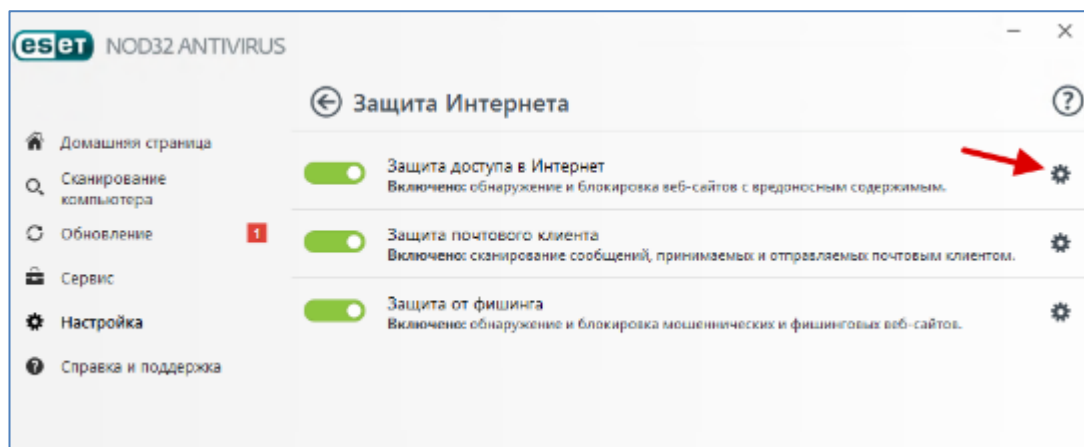 eset NOD32 ANTIVIRUS
Защита Интернета
Домашняя страница
Сканирование
компьютера
Обновление 1
Сервис
Настройка
Справка и поддержка
Защита доступа в Интернет
Включено: обнаружение и блокировка веб-сайтов с вредоносным содержимым.
Защита почтового клиента
Включено: сканирование сообщений, принимаемых и отправляемых почтовым клиентом.
Защита от фишинга
Включено: обнаружение и блокировка мошеннических и фишинговых веб-сайтов.